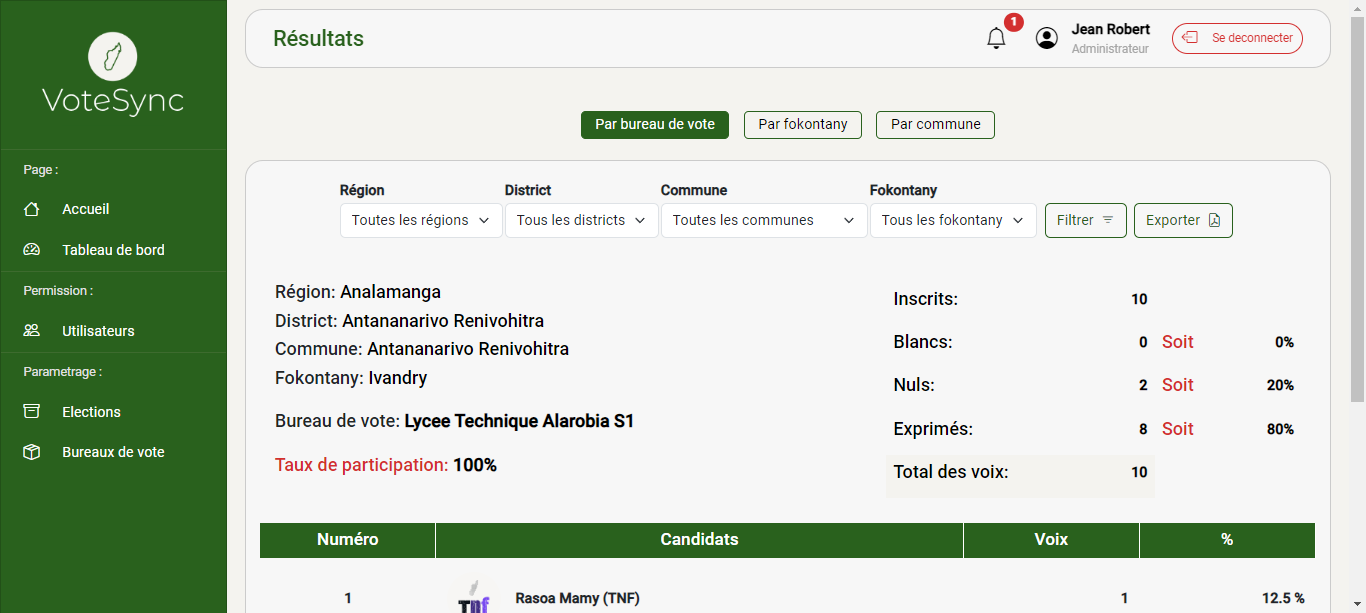 VoteSync
Page :
Accueil
Tableau de bord
Permission :
Utilisateurs
Parametrage :
Elections
Bureaux de vote
Résultats
1
Jean Robert
Administrateur
Se deconnecter
Par bureau de vote Par fokontany Par commune
Région District Commune Fokontany
Toutes les régions Tous les districts Toutes les communes Tous les fokontany Filtrer Exporter
Région: Analamanga
District: Antananarivo Renivohitra
Commune: Antananarivo Renivohitra
Fokontany: Ivandry
Bureau de vote: Lycee Technique Alarobia S1
Taux de participation: 100%
Inscrits: 10
Blancs: 0 Soit 0%
Nuls: 2 Soit 20%
Exprimés: 8 Soit 80%
Total des voix: 10
Numéro Candidats Voix %
1 TNF Rasoa Mamy (TNF) 1 12.5 %